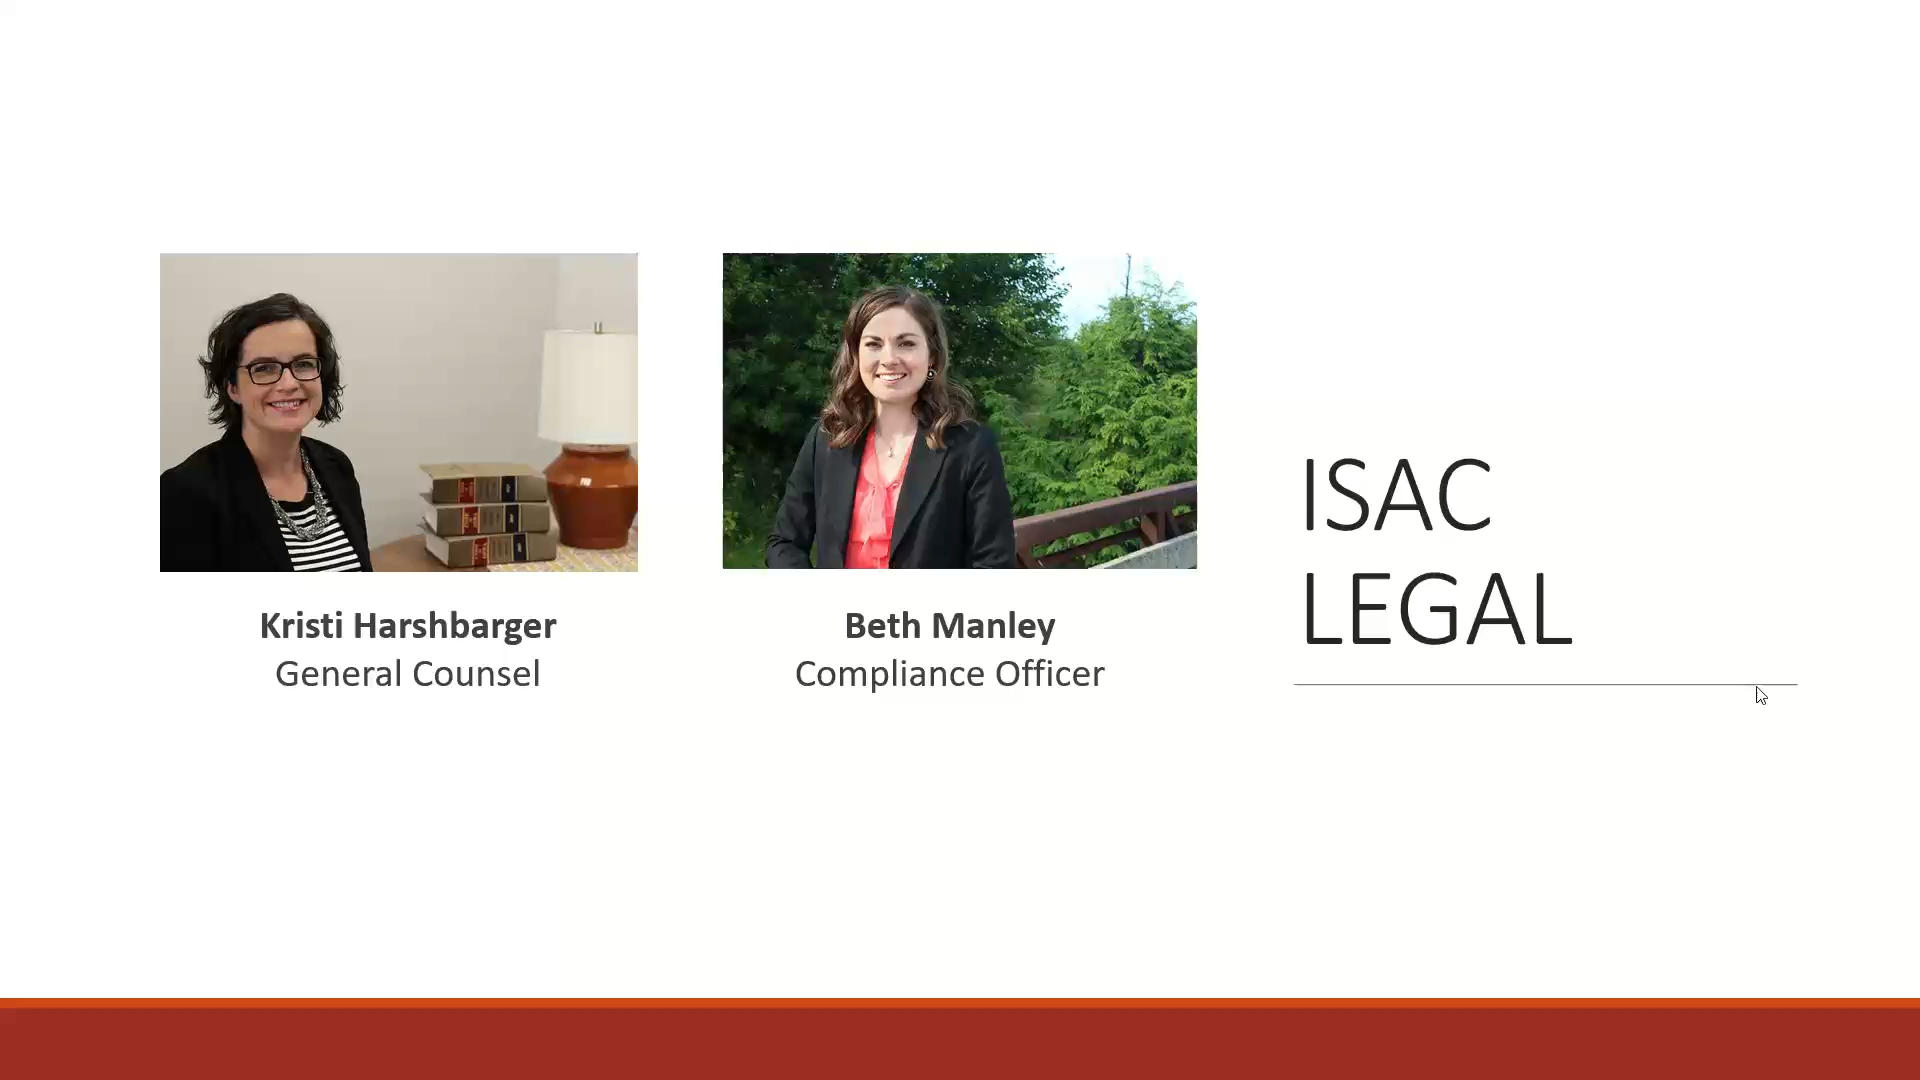 Kristi Harshbarger
General Counsel
Beth Manley
Compliance Officer
ISAC
LEGAL